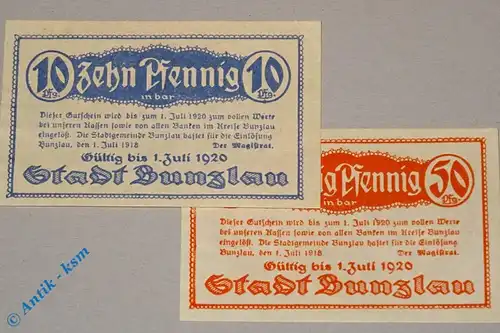 10 Zehn Pfennig 10
Pfg. in bar Pfg.
Dieser Gutschein wird bis zum 1. Juli 1920 zum vollen Werte
bei unseren Kassen sowie von allen Banken im Kreise Bunzlau
eingelöst. Die Stadtgemeinde Bunzlau haftet für die Einlösung
Bunzlau, den 1. Juli 1918 Der Magistrat.
Gültig bis 1. Juli 1920
Stadt Bunzlau
g Pfennig 50
bar Pfg.
Dieser Gutschein wird bis zum 1. Juli 1920 zum vollen Werte
bei unseren Kassen sowie von allen Banken im Kreise Bunzlau
eingelöst. Die Stadtgemeinde Bunzlau haftet für die Einlösung
Bunzlau, den 1. Juli 1918 Der Magistrat.
Gültig bis 1. Juli 1920
Stadt Bunzlau
© Antik - ksm